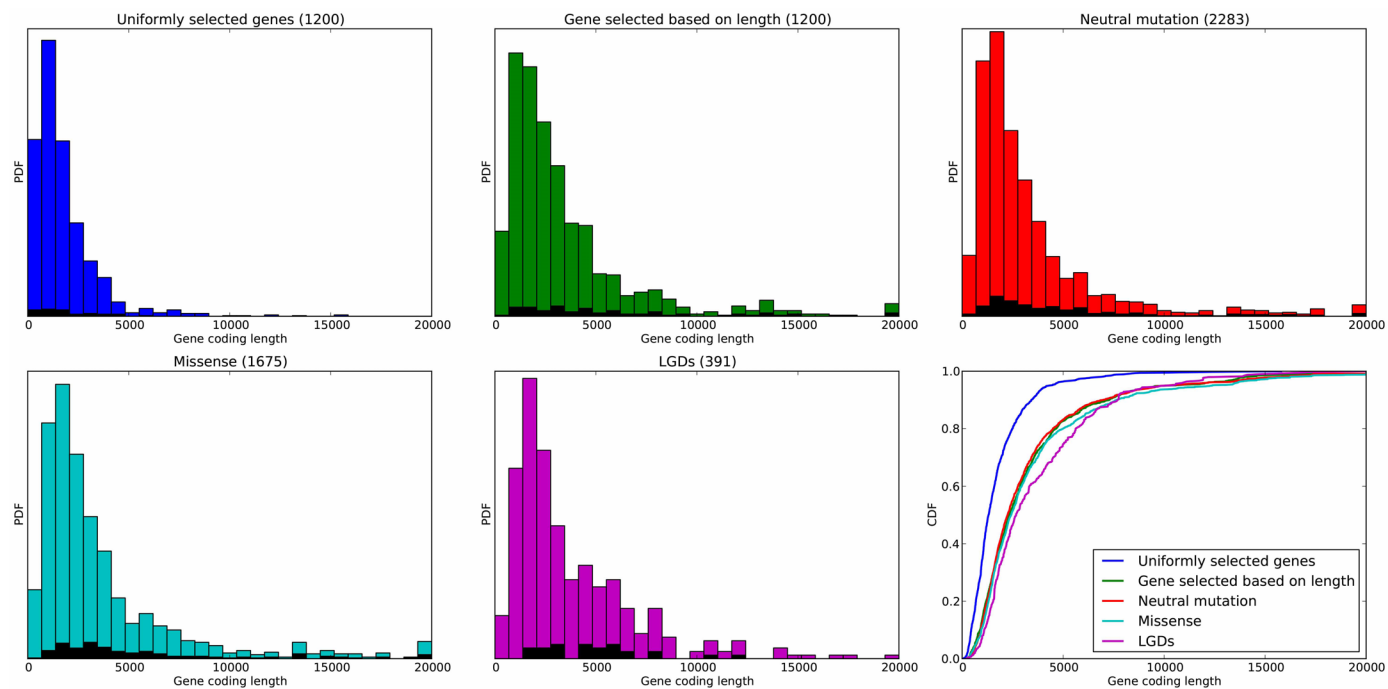 Uniformly selected genes (1200)
PDF
0 5000 10000 15000 20000
Gene coding length
Gene selected based on length (1200)
PDF
0 5000 10000 15000 20000
Gene coding length
Neutral mutation (2283)
PDF
0 5000 10000 15000 20000
Gene coding length
Missense (1675)
PDF
0 5000 10000 15000 20000
Gene coding length
LGDs (391)
PDF
0 5000 10000 15000 20000
Gene coding length
1.0
0.8
0.6
0.4
0.2
0.0
CDF
Uniformly selected genes
Gene selected based on length
Neutral mutation
Missense
LGDs
0 5000 10000 15000 20000
Gene coding length